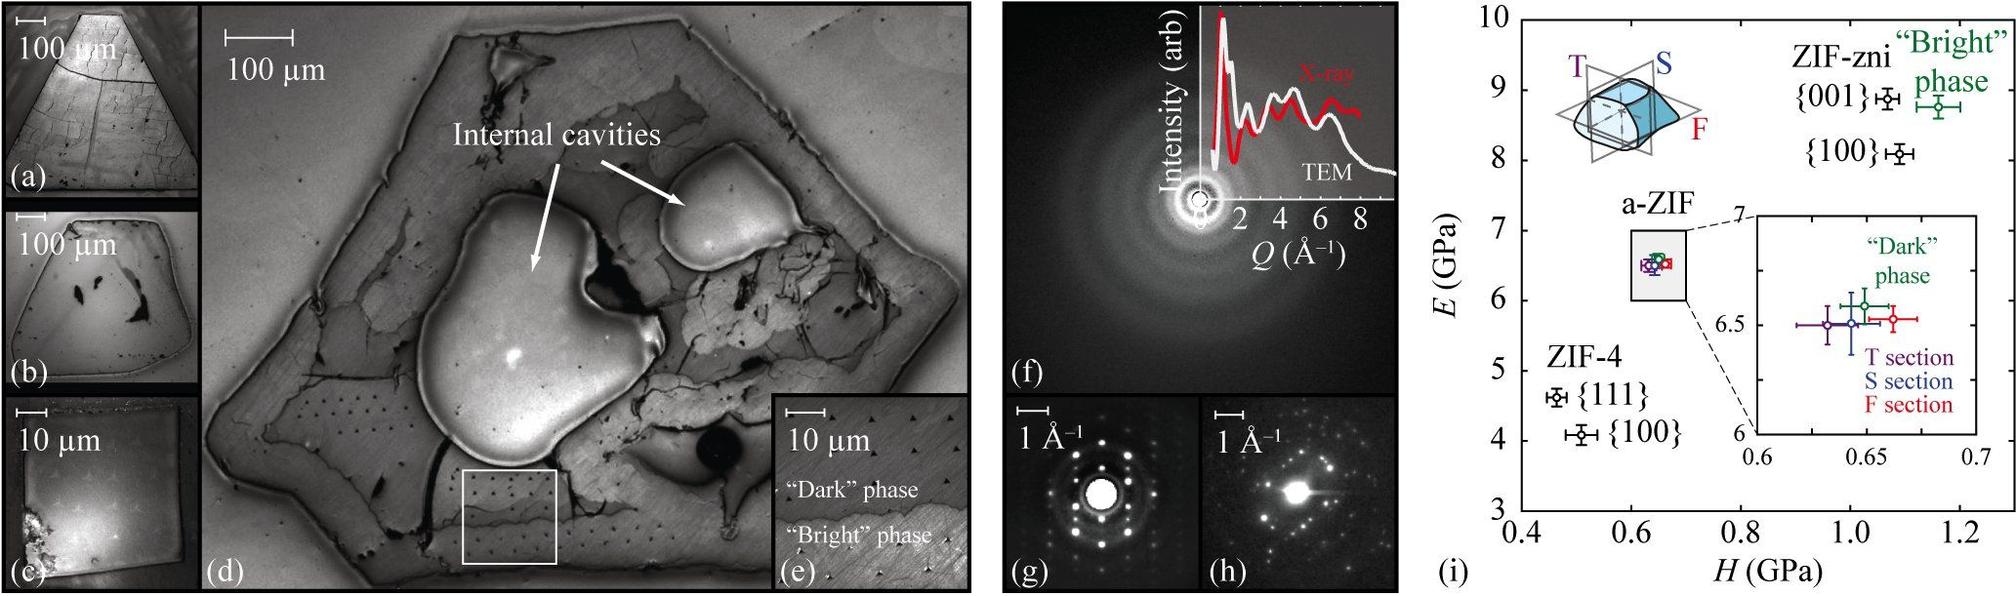 100 µm
(a)
100 µm
(b)
10 µm
(c)
100 µm
Internal cavities
(d)
10 µm
“Dark” phase
“Bright” phase
(e)
Intensity (arb)
X-ray
TEM
0 2 4 6 8
Q (Å–1)
(f)
1 Å–1
(g)
1 Å–1
(h)
10
9
8
7
6
5
4
3
E (GPa)
0.4 0.6 0.8 1.0 1.2
H (GPa)
(i)
T
S
F
ZIF-zni
{001}
{100}
“Bright”
phase
a-ZIF
ZIF-4
{111}
{100}
7
6.5
6
0.6 0.65 0.7
“Dark”
phase
T section
S section
F section